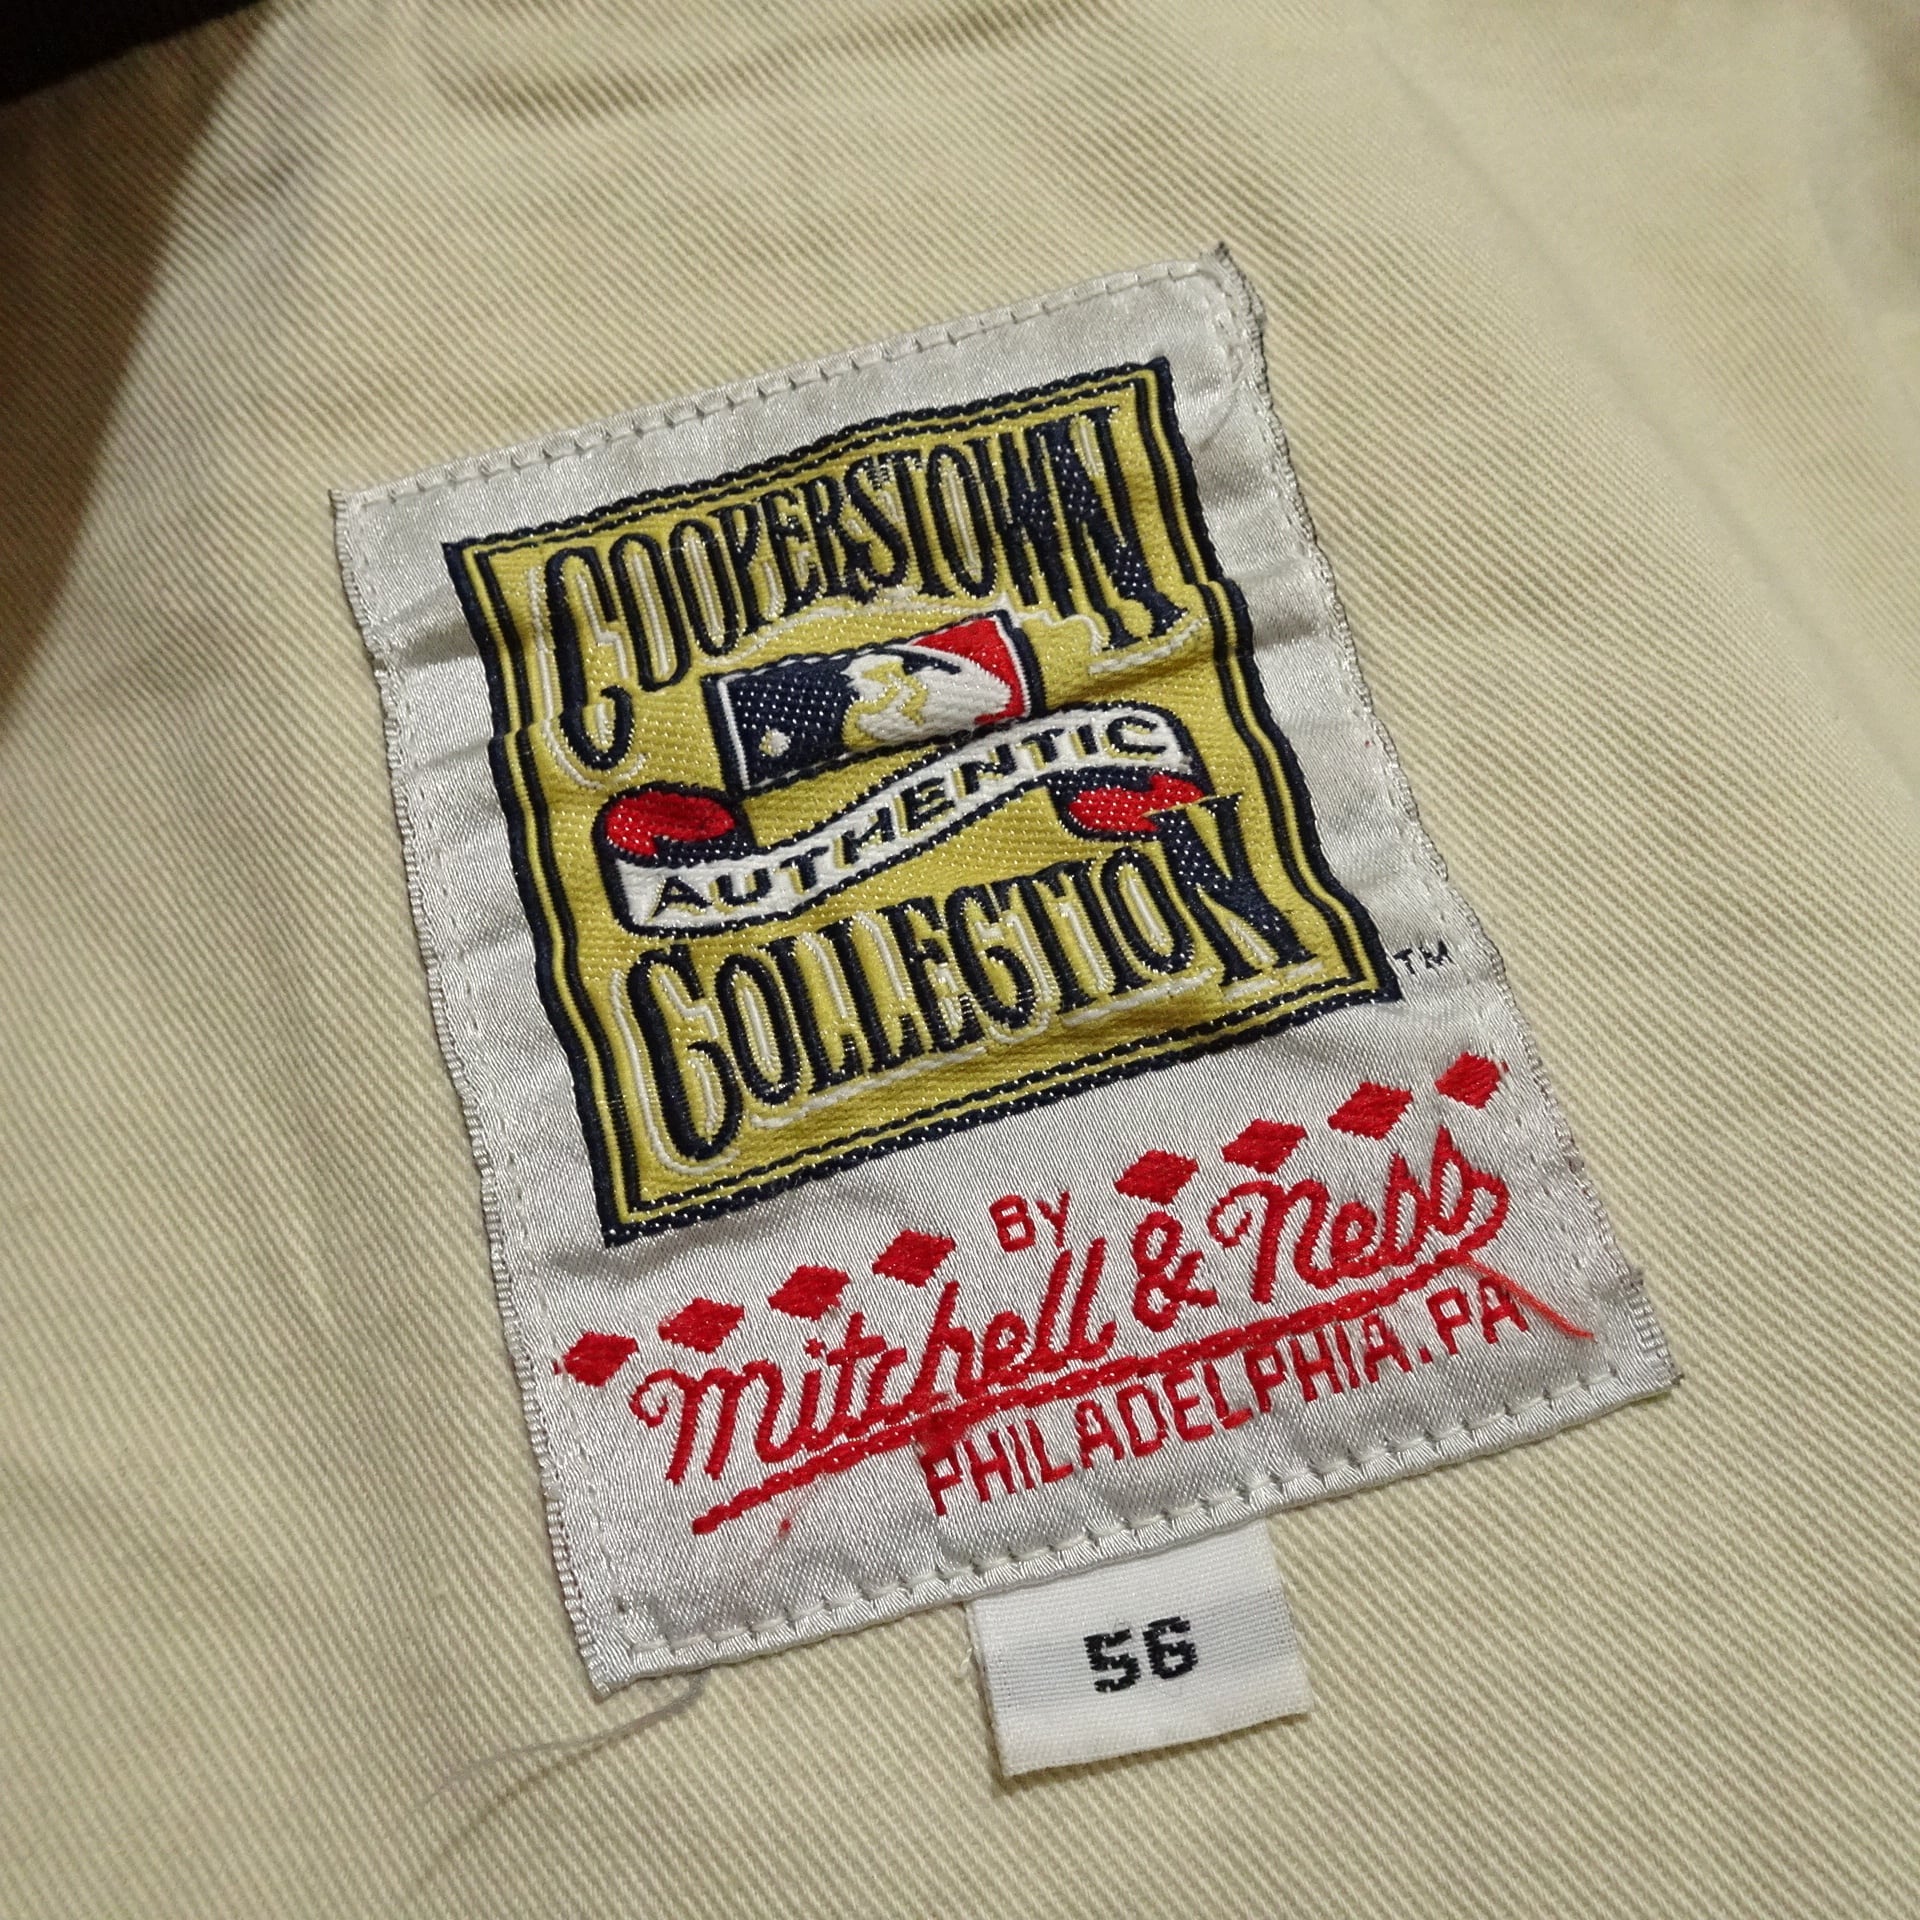 COOPERSTOWN
AUTHENTIC
COLLECTION
TM
By
Mitchell & Ness
PHILADELPHIA.PA
56